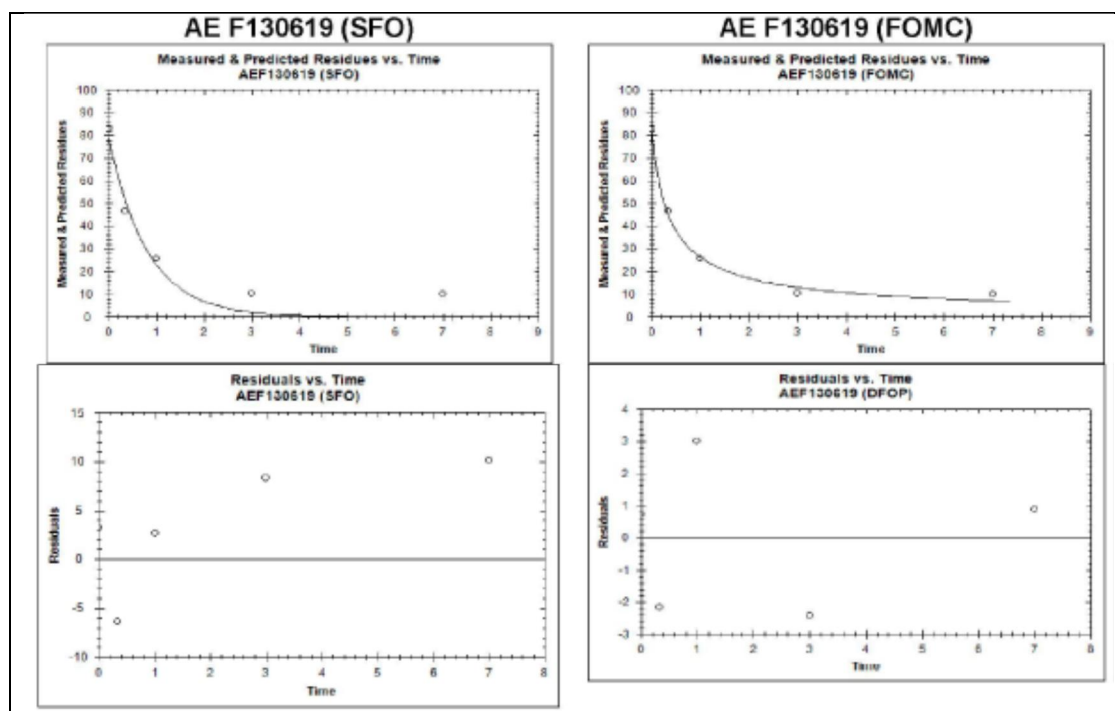 AE F130619 (SFO)
Measured & Predicted Residues vs. Time
AEF130619 (SFO)
Measured & Predicted Residues
100
90
80
70
60
50
40
30
20
10
0
0 1 2 3 4 5 6 7 8 9
Time
Residuals vs. Time
AEF130619 (SFO)
Residuals
15
10
5
0
-5
-10
0 1 2 3 4 5 6 7 8
Time
AE F130619 (FOMC)
Measured & Predicted Residues vs. Time
AEF130619 (FOMC)
Measured & Predicted Residues
100
90
80
70
60
50
40
30
20
10
0
0 1 2 3 4 5 6 7 8 9
Time
Residuals vs. Time
AEF130619 (DFOP)
Residuals
4
3
2
1
0
-1
-2
-3
0 1 2 3 4 5 6 7 8
Time